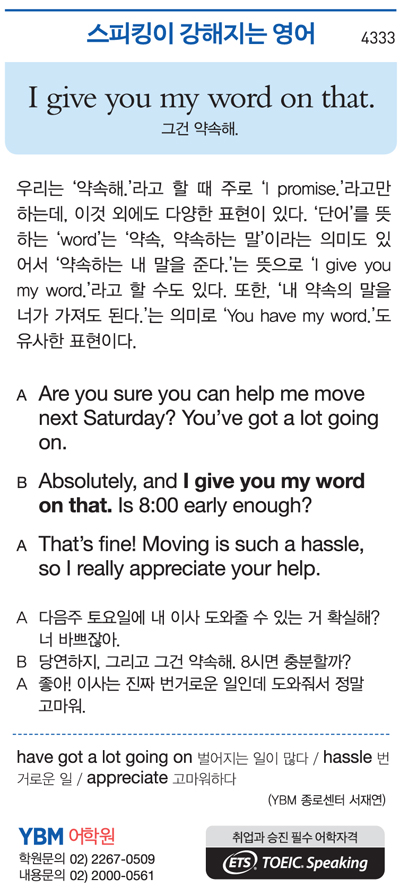 스피킹이 강해지는 영어
4333
I give you my word on that.
그건 약속해.
우리는 ‘약속해.’라고 할 때 주로 ‘I promise.’라고만
하는데, 이것 외에도 다양한 표현이 있다. ‘단어’를 뜻
하는 ‘word’는 ‘약속, 약속하는 말’이라는 의미도 있
어서 ‘약속하는 내 말을 준다.’는 뜻으로 ‘I give you
my word.’라고 할 수도 있다. 또한, ‘내 약속의 말을
너가 가져도 된다.’는 의미로 ‘You have my word.’도
유사한 표현이다.
A Are you sure you can help me move
next Saturday? You’ve got a lot going
on.
B Absolutely, and I give you my word
on that. Is 8:00 early enough?
A That’s fine! Moving is such a hassle,
so I really appreciate your help.
A 다음주 토요일에 내 이사 도와줄 수 있는 거 확실해?
너 바쁘잖아.
B 당연하지, 그리고 그건 약속해. 8시면 충분할까?
A 좋아! 이사는 진짜 번거로운 일인데 도와줘서 정말
고마워.
have got a lot going on 벌어지는 일이 많다 / hassle 번
거로운 일 / appreciate 고마워하다
(YBM 종로센터 서재연)
YBM 어학원
학원문의 02) 2267-0509
내용문의 02) 2000-0561
취업과 승진 필수 어학자격
ETS TOEIC. Speaking